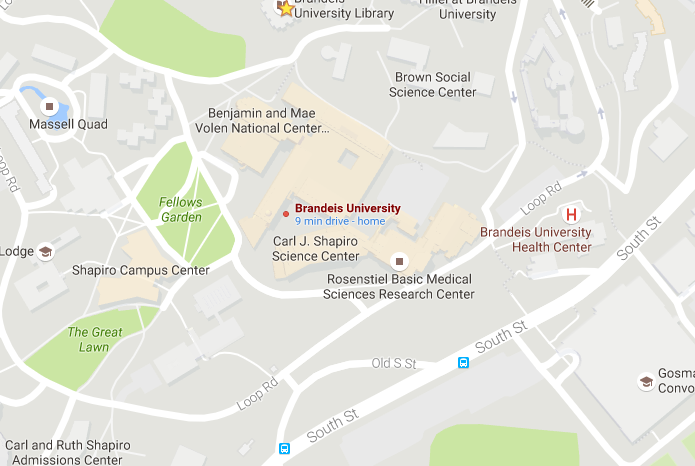 Brandeis
University Library
Hiller at Brandeis
University
Brown Social
Science Center
Massell Quad
Benjamin and Mae
Volen National Center...
Loop Rd
Fellows
Garden
Brandeis University
9 min drive - home
Loop Rd
H
Brandeis University
Health Center
South St
Carl J. Shapiro
Science Center
Lodge
Shapiro Campus Center
Rosenstiel Basic Medical
Sciences Research Center
The Great
Lawn
South St
Old S St
Loop Rd
Gosma
Convo
South St
Carl and Ruth Shapiro
Admissions Center